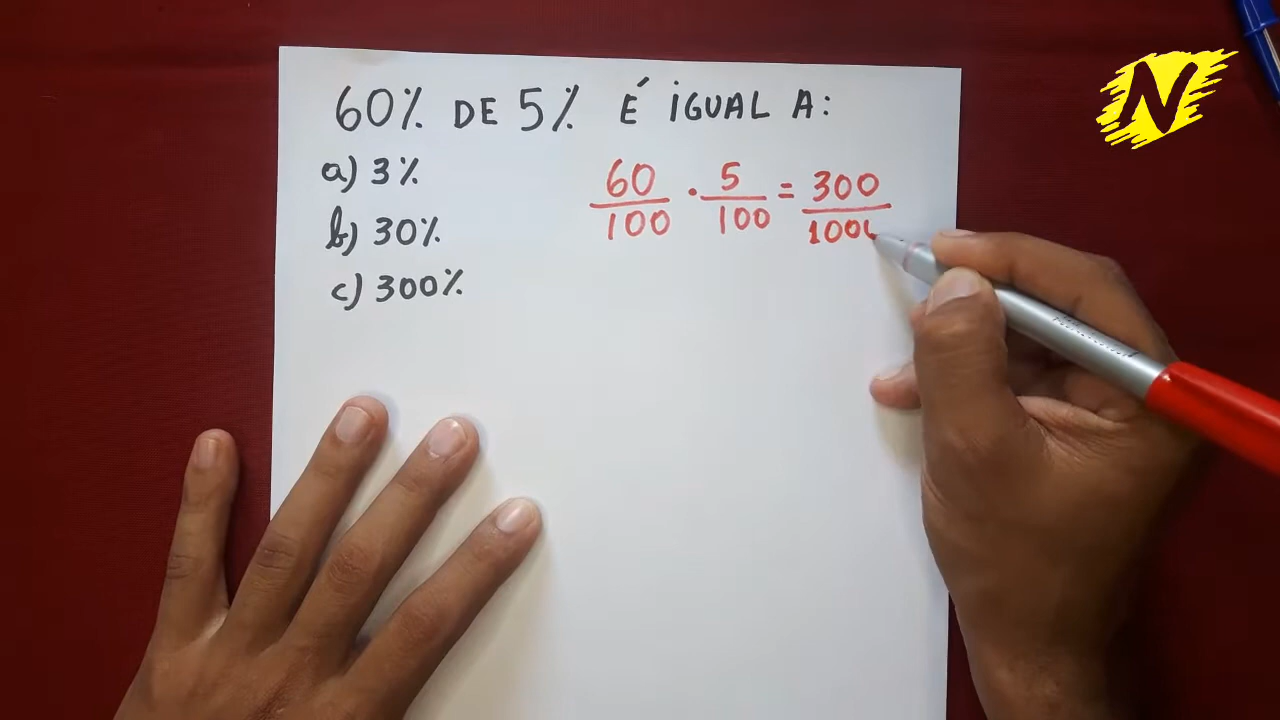 60% DE 5% É IGUAL A:
a) 3%
b) 30%
c) 300%
60/100 · 5/100 = 300/100
N